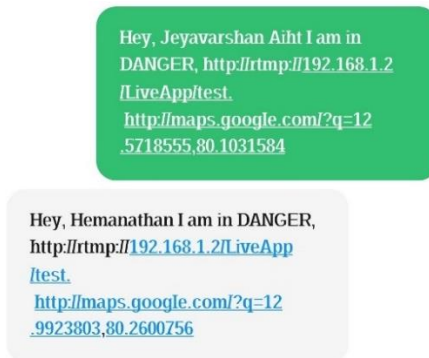 Hey, Jeyavarshan Aiht I am in
DANGER, http://rtmp://192.168.1.2
/LiveApp/test.
http://maps.google.com/?q=12
.5718555,80.1031584
Hey, Hemanathan I am in DANGER,
http://rtmp://192.168.1.2/LiveApp
/test.
http://maps.google.com/?q=12
.9923803,80.2600756